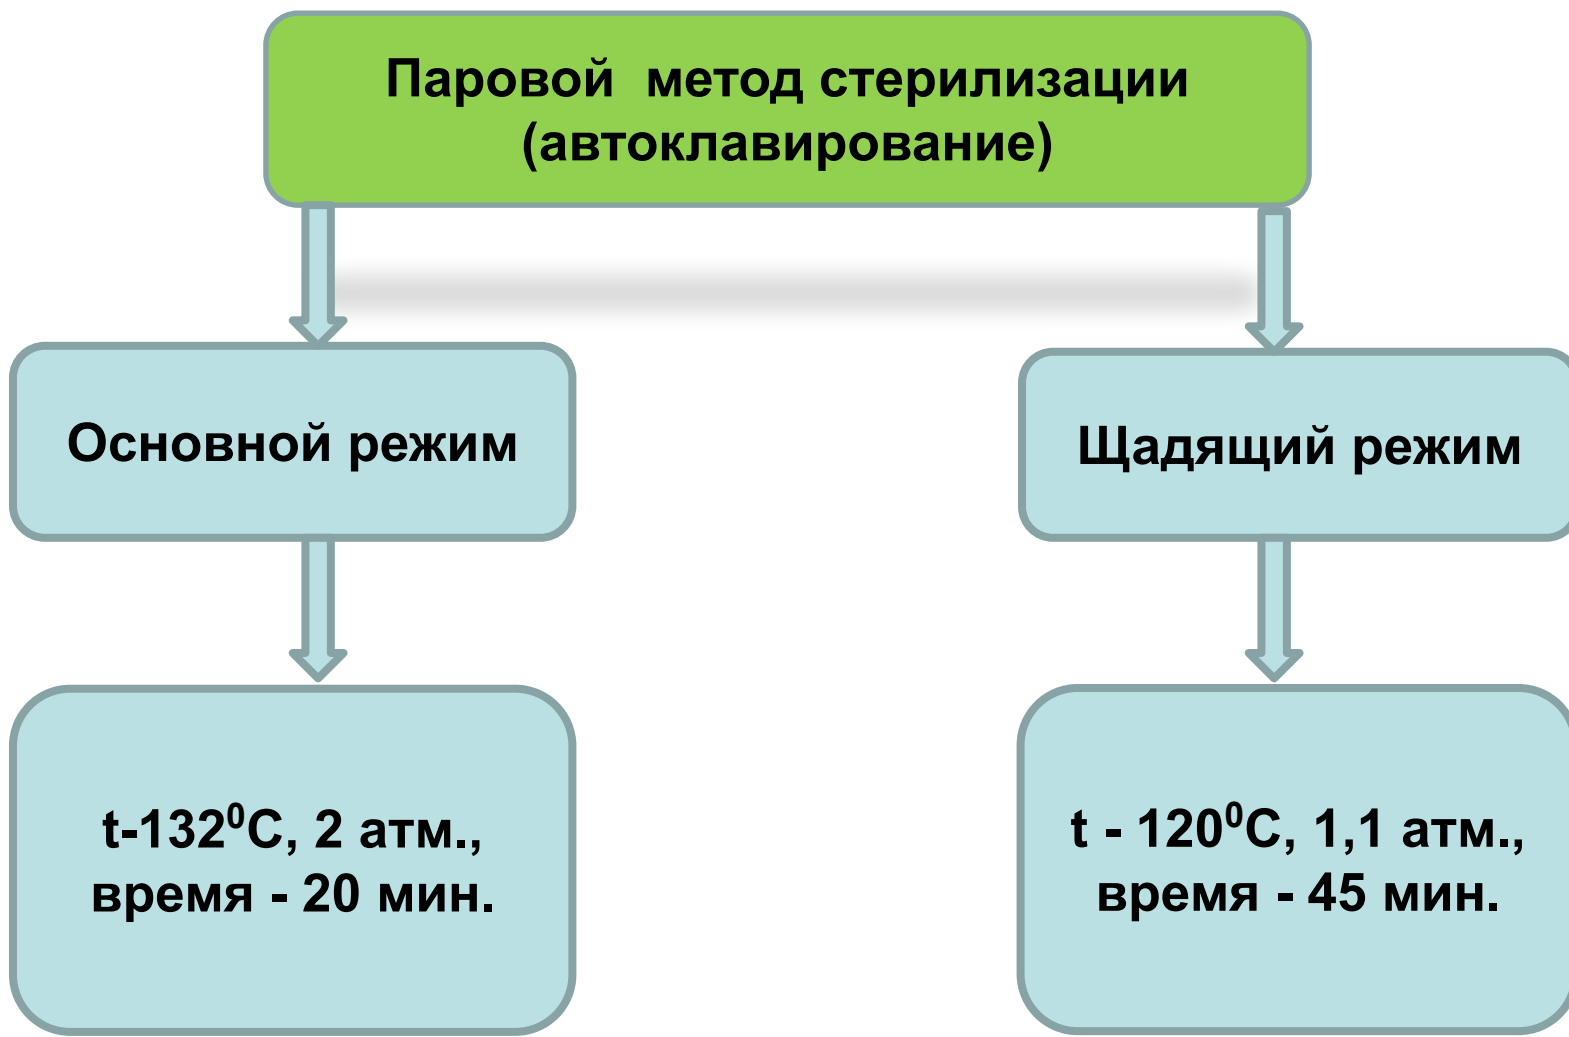 Паровой метод стерилизации
(автоклавирование)
Основной режим
Щадящий режим
t-132⁰С, 2 атм.,
время - 20 мин.
t - 120⁰С, 1,1 атм.,
время - 45 мин.